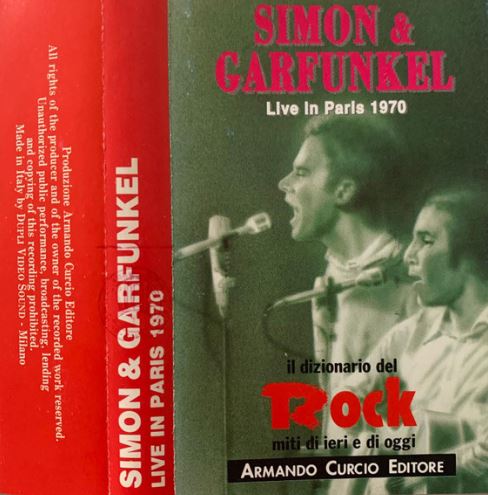 All rights of the producer and of the owner of the recorded work reserved.
Unauthorized public performance, broadcasting, lending
and copying of this recording prohibited.
Made in Italy by DUPLI VIDEO SOUND - Milano
Produzione Armando Curcio Editore
SIMON & GARFUNKEL
LIVE IN PARIS 1970
SIMON &
GARFUNKEL
Live in Paris 1970
il dizionario del
Rock
miti di ieri e di oggi
ARMANDO CURCIO EDITORE